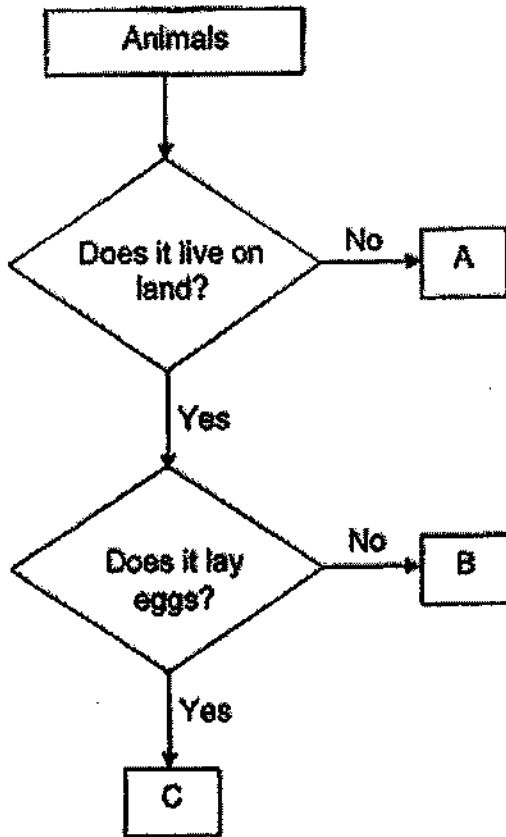 Animals
Does it live on
land?
No
A
Yes
Does it lay
eggs?
No
B
Yes
C